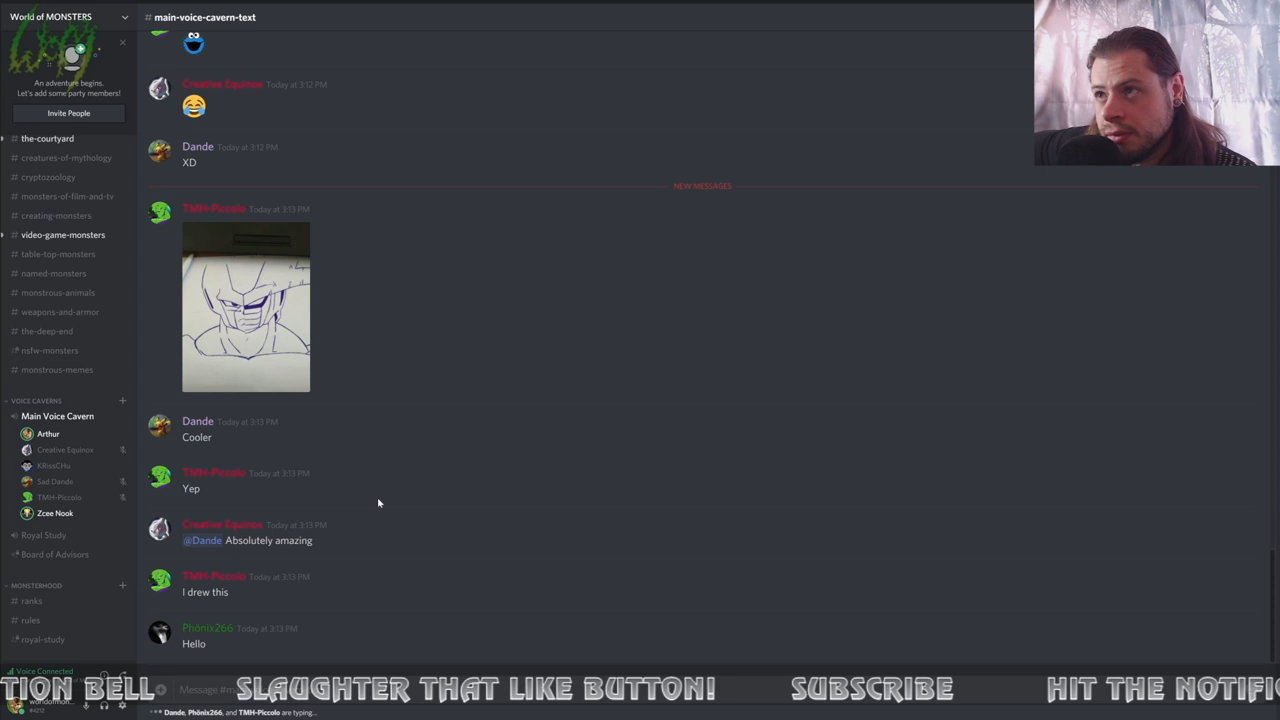 World of MONSTERS
An adventure begins.
Let's add some party members!
Invite People
# the-courtyard
# creatures-of-mythology
# cryptozoology
# monsters-of-film-and-tv
# creating-monsters
# video-game-monsters
# table-top-monsters
# named-monsters
# monstrous-animals
# weapons-and-armor
# the-deep-end
nsfw-monsters
# monstrous-memes
VOICE CAVERNS
Main Voice Cavern
Arthur
Creative Equinox
KRissCHu
Sad Dande
TMH-Piccolo
Zcee Nook
Royal Study
Board of Advisors
MONSTERHOOD
# ranks
# rules
royal-study
Voice Connected
#4212
# main-voice-cavern-text
Creative Equinox Today at 3:12 PM
Dande Today at 3:12 PM
XD
NEW MESSAGES
TMH-Piccolo Today at 3:13 PM
Dande Today at 3:13 PM
Cooler
TMH-Piccolo Today at 3:13 PM
Yep
Creative Equinox Today at 3:13 PM
@Dande Absolutely amazing
TMH-Piccolo Today at 3:13 PM
I drew this
Phönix266 Today at 3:13 PM
Hello
Message
TION BELL SLAUGHTER THAT LIKE BUTTON! SUBSCRIBE HIT THE NOTIFIC
Dande, Phönix266, and TMH-Piccolo are typing...